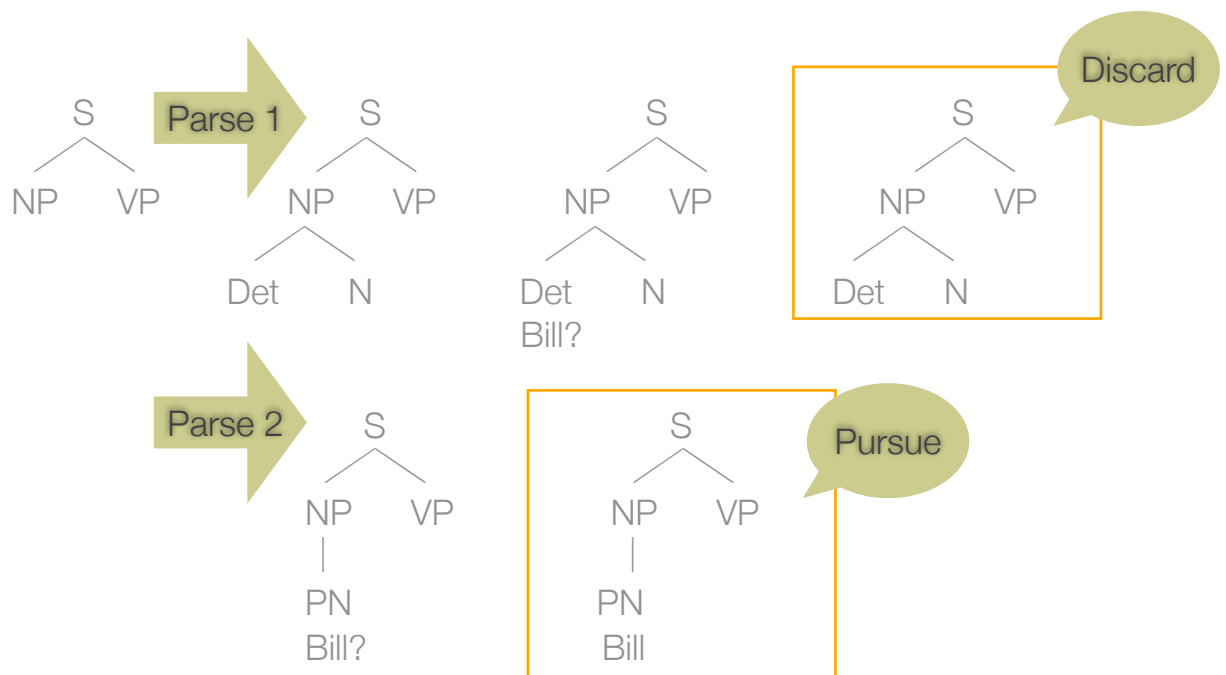 Discard
S
Parse 1
S
S
S
NP VP
NP VP
NP VP
NP VP
Det N
Det N
Det N
Bill?
Parse 2
S
S
Pursue
NP VP
NP VP
PN
PN
Bill?
Bill